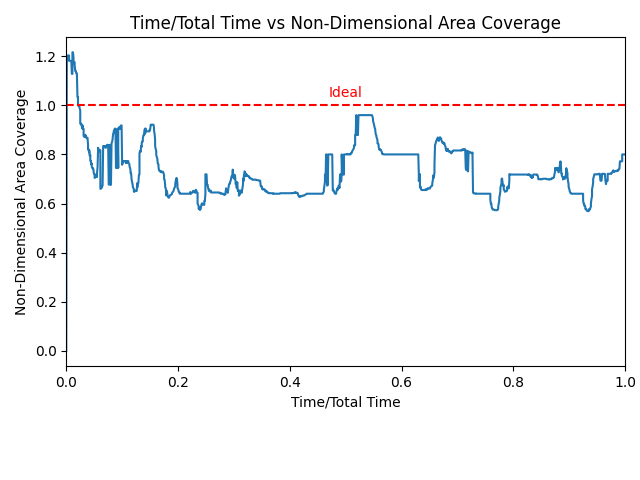 Time/Total Time vs Non-Dimensional Area Coverage
Non-Dimensional Area Coverage
1.2
1.0
0.8
0.6
0.4
0.2
0.0
Ideal
0.0 0.2 0.4 0.6 0.8 1.0
Time/Total Time